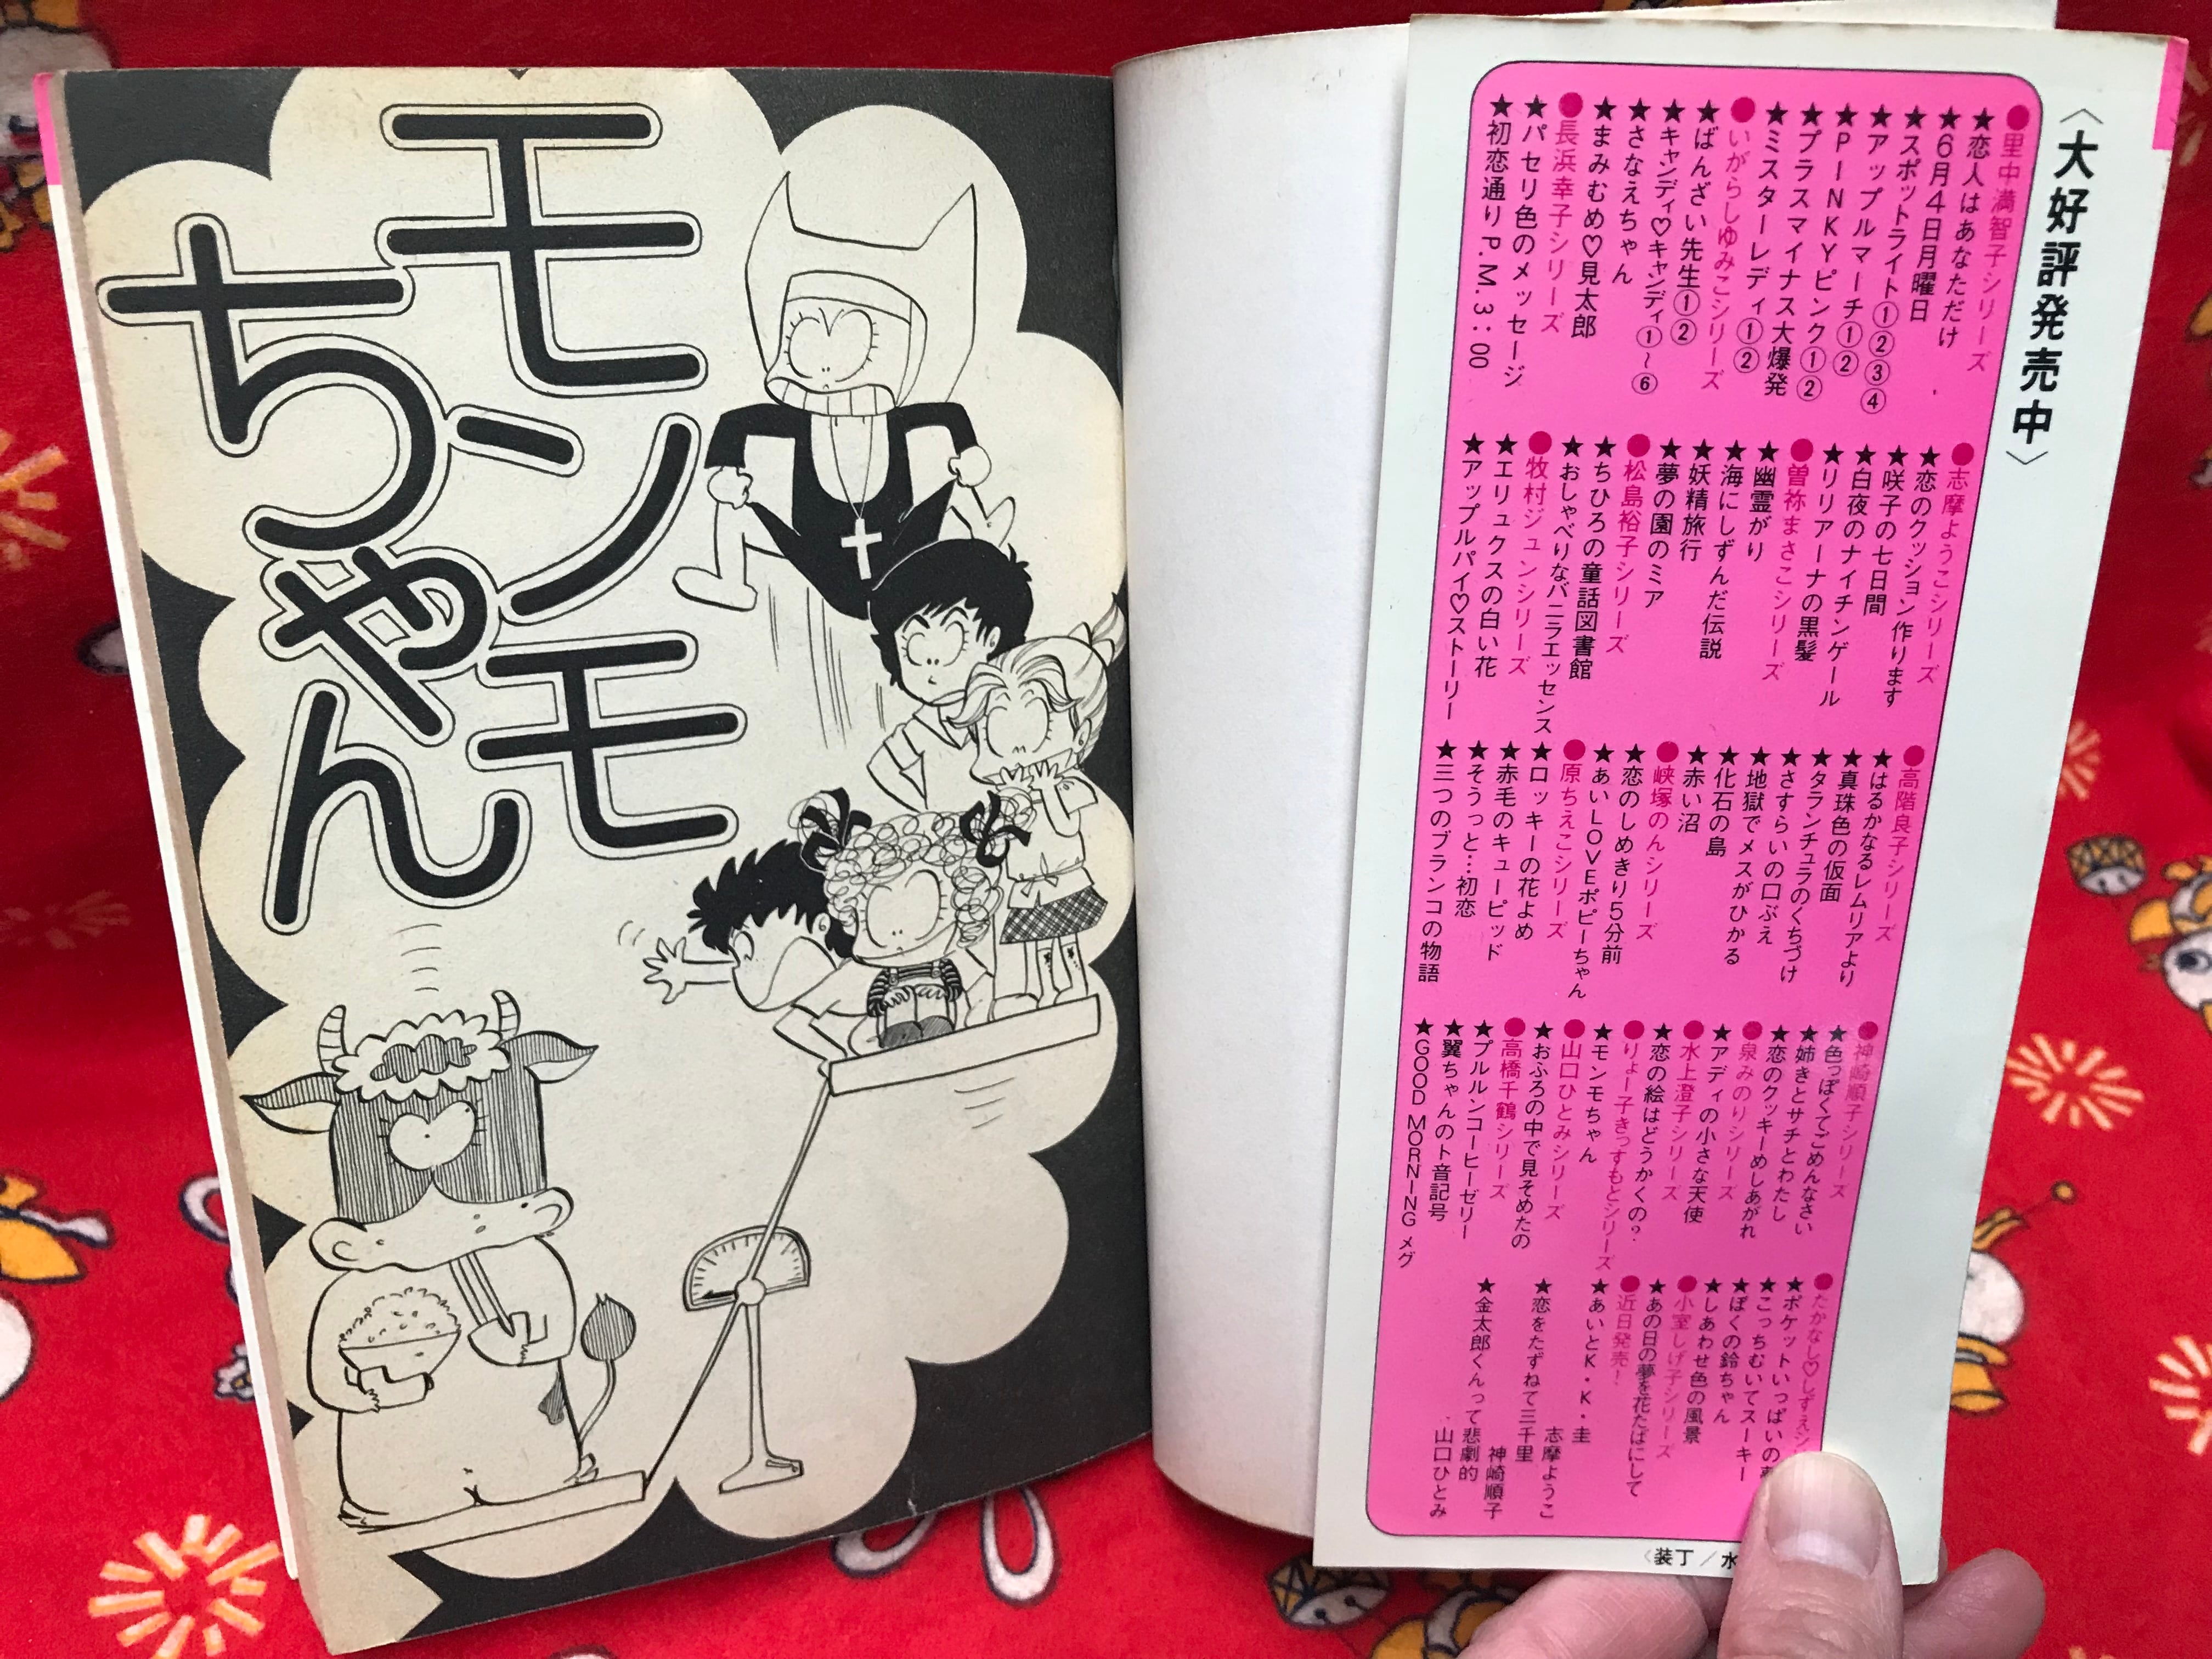 モンモ
ちゃん
〈大好評発売中〉
●里中満智子シリーズ
★恋人はあなただけ
★6月4日月曜日
★スポットライト①②③④
★アップルマーチ①②
★PINKYピンク①②
★プラスマイナス大爆発
★ミスターレディ①②
●いがらしゆみこシリーズ
★ばんざい先生①②
★キャンディ♡キャンディ①~⑥
★さなえちゃん
★まみむめ♡見太郎
●長浜幸子シリーズ
★パセリ色のメッセージ
★初恋通りP.M.3:00
●志摩ようこシリーズ
★恋のクッション作ります
★咲子の七日間
★白夜のナイチンゲール
★リリアーナの黒髪
●曽祢まさこシリーズ
★幽霊がり
★海にしずんだ伝説
★妖精旅行
★夢の園のミア
●松島裕子シリーズ
★ちひろの童話図書館
★おしゃべりなバニラエッセンス
●牧村ジュンシリーズ
★エリュクスの白い花
★アップルパイ♡ストーリー
●高階良子シリーズ
★はるかなるレムリアより
★真珠色の仮面
★タランチュラのくちづけ
★さすらいの口ぶえ
★地獄でメスがひかる
★化石の島
★赤い沼
●峡塚のんシリーズ
★恋のしめきり5分前
★あいLOVEポピーちゃん
●原ちえこシリーズ
★ロッキーの花よめ
★赤毛のキューピッド
★そうっと…初恋
★三つのブランコの物語
●神崎順子シリーズ
★色っぽくてごめんなさい
★姉きとサチとわたし
★恋のクッキーめしあがれ
●泉みのりシリーズ
★アディの小さな天使
●水上澄子シリーズ
★恋の絵はどうかくの?
●りょー子きっすもとシリーズ
★モンモちゃん
●山口ひとみシリーズ
★おふろの中で見そめたの
●高橋千鶴シリーズ
★プルルンコーヒーゼリー
★翼ちゃんのト音記号
★GOOD MORNING メグ
●たかなし♡しずえシ
★ポケットいっぱいの
★こっちむいてスーキー
★ぼくの鈴ちゃん
★しあわせ色の風景
●小室しげ子シリーズ
★あの日の夢を花たばにして
●近日発売!
★あいとK・K・圭
志摩ようこ
★恋をたずねて三千里
神崎順子
★金太郎くんって悲劇的
山口ひとみ
〈装丁/水